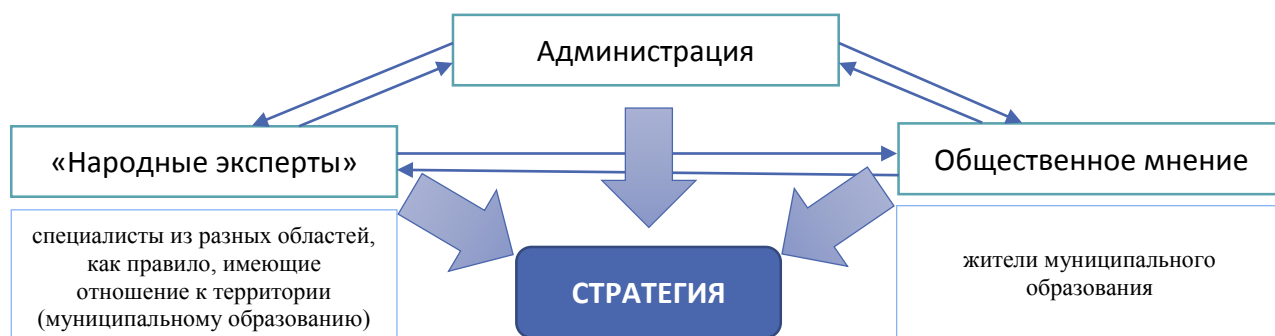 Администрация
«Народные эксперты»
Общественное мнение
специалисты из разных областей,
как правило, имеющие
отношение к территории
(муниципальному образованию)
СТРАТЕГИЯ
жители муниципального
образования